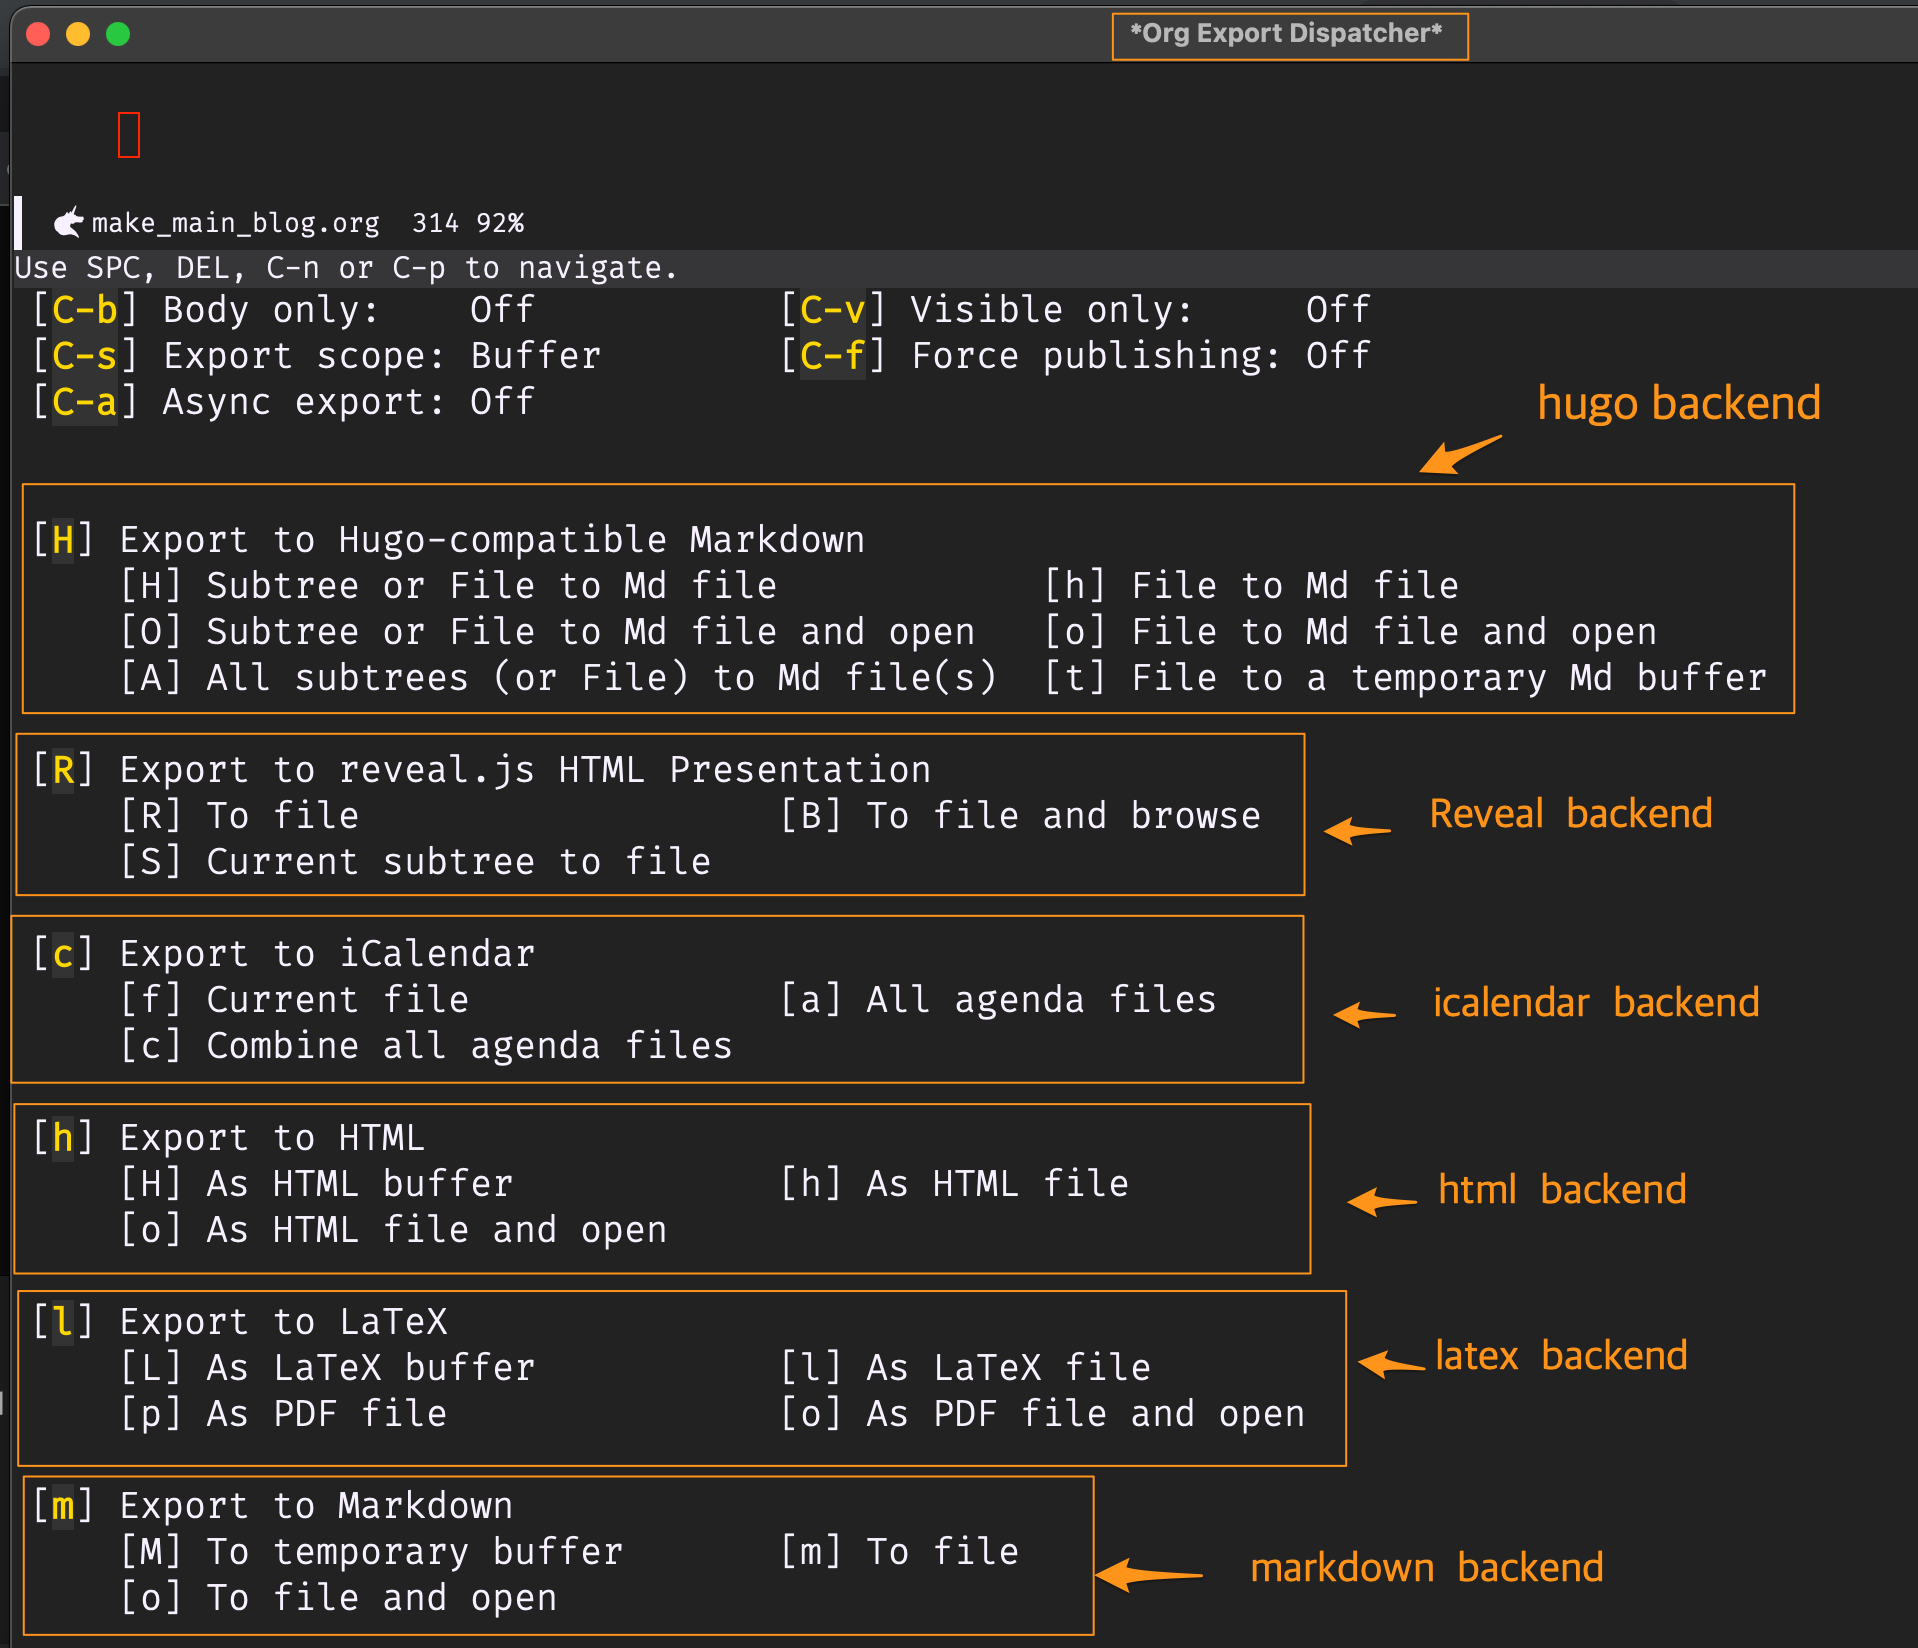 *Org Export Dispatcher*
make_main_blog.org 314 92%
Use SPC, DEL, C-n or C-p to navigate.
[C-b] Body only: Off [C-v] Visible only: Off
[C-s] Export scope: Buffer [C-f] Force publishing: Off
[C-a] Async export: Off
hugo backend
[H] Export to Hugo-compatible Markdown
[H] Subtree or File to Md file [h] File to Md file
[O] Subtree or File to Md file and open [o] File to Md file and open
[A] All subtrees (or File) to Md file(s) [t] File to a temporary Md buffer
[R] Export to reveal.js HTML Presentation
[R] To file [B] To file and browse
Reveal backend
[S] Current subtree to file
[c] Export to iCalendar
[f] Current file [a] All agenda files
icalendar backend
[c] Combine all agenda files
[h] Export to HTML
[H] As HTML buffer [h] As HTML file
html backend
[o] As HTML file and open
[l] Export to LaTeX
[L] As LaTeX buffer [l] As LaTeX file
latex backend
[p] As PDF file [o] As PDF file and open
[m] Export to Markdown
[M] To temporary buffer [m] To file
markdown backend
[o] To file and open